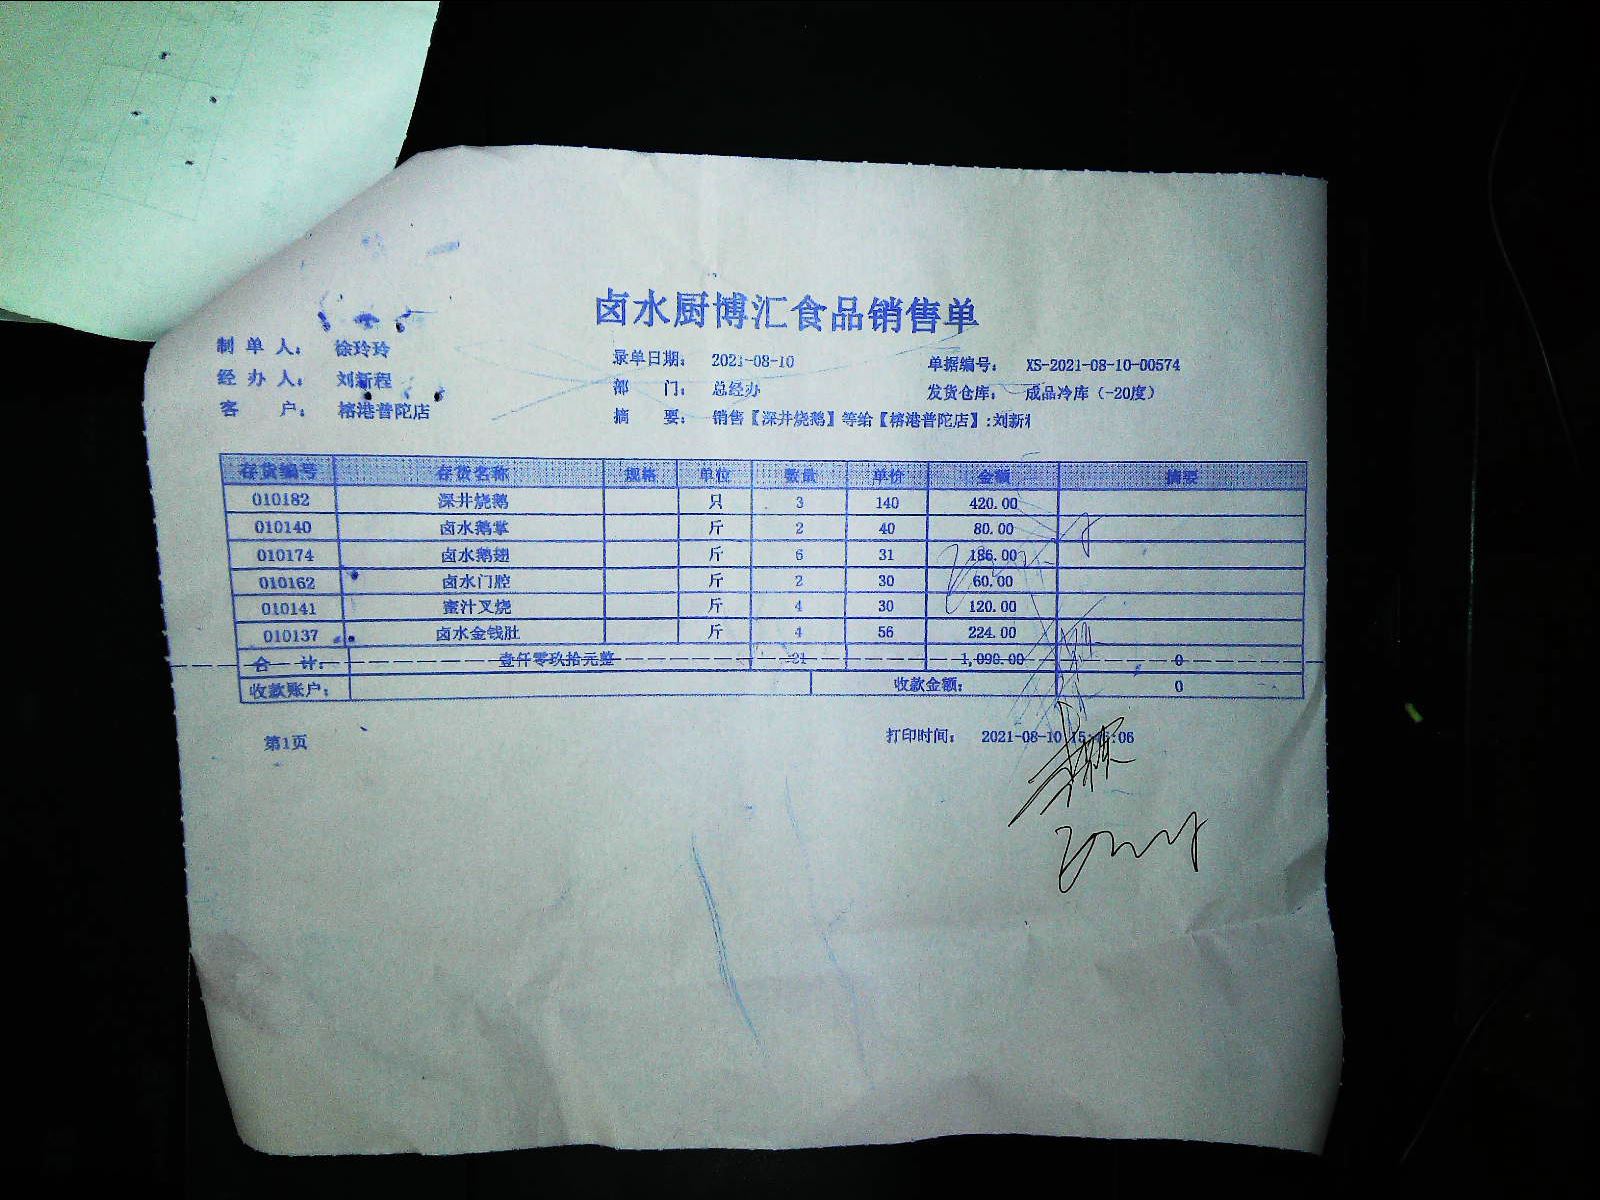 卤水厨博汇食品销售单
制单人： 徐玲玲 录单日期： 2021-08-10 单据编号： XS-2021-08-10-00574
经办人： 刘新程 部门： 总经办 发货仓库： 成品冷库（-20度）
客户： 榕港普陀店 摘要： 销售【深井烧鹅】等给【榕港普陀店】:刘新
存货编号 存货名称 规格 单位 数量 单价 金额 摘要
010182 深井烧鹅 只 3 140 420.00
010140 卤水鹅掌 斤 2 40 80.00
010174 卤水鹅翅 斤 6 31 186.00
010162 卤水门腔 斤 2 30 60.00
010141 蜜汁叉烧 斤 4 30 120.00
010137 卤水金钱肚 斤 4 56 224.00
合计： 壹仟零玖拾元整 21 1,090.00 0
收款账户： 收款金额： 0
第1页 打印时间： 2021-08-10